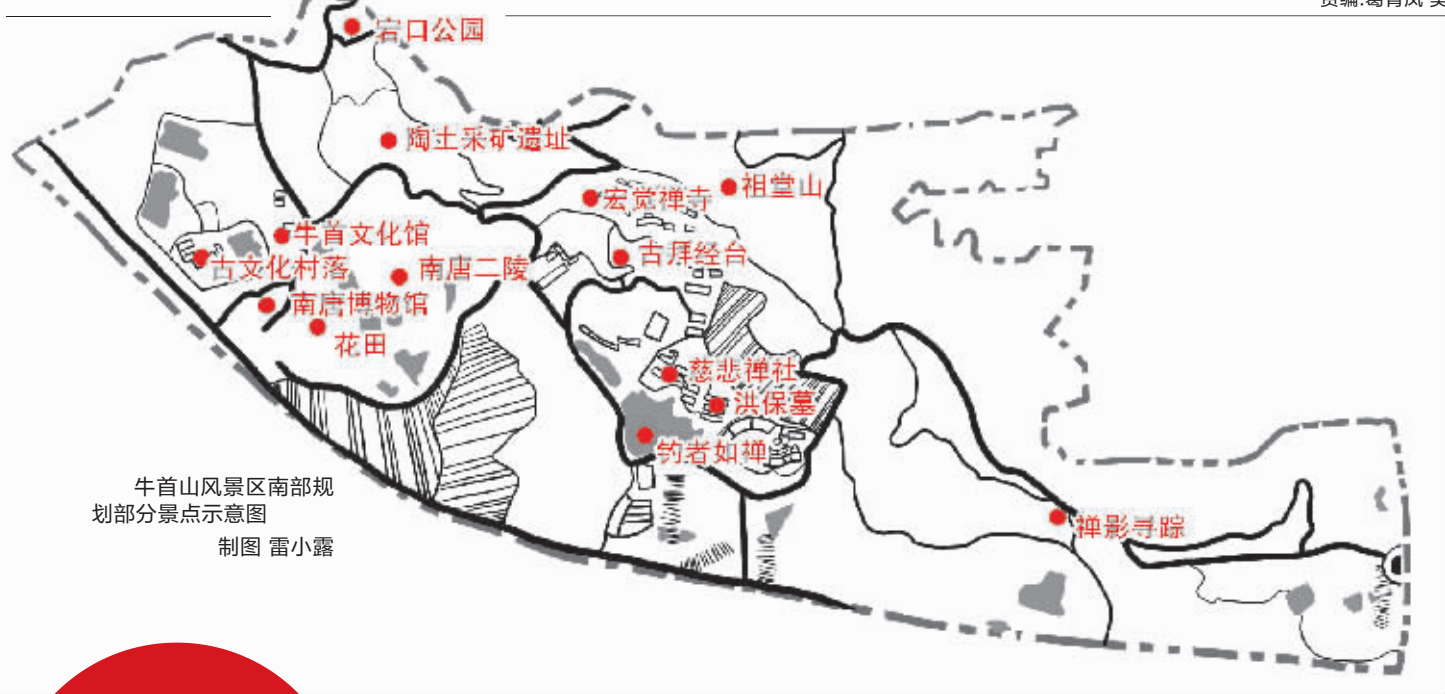 宕口公园
陶土采矿遗址
祖堂山
宏觉禅寺
牛首文化馆
古拜经台
古文化村落
南唐二陵
南唐博物馆
花田
慈悲禅社
洪保墓
钓者如禅
禅影寻踪
牛首山风景区南部规
划部分景点示意图
制图 雷小露